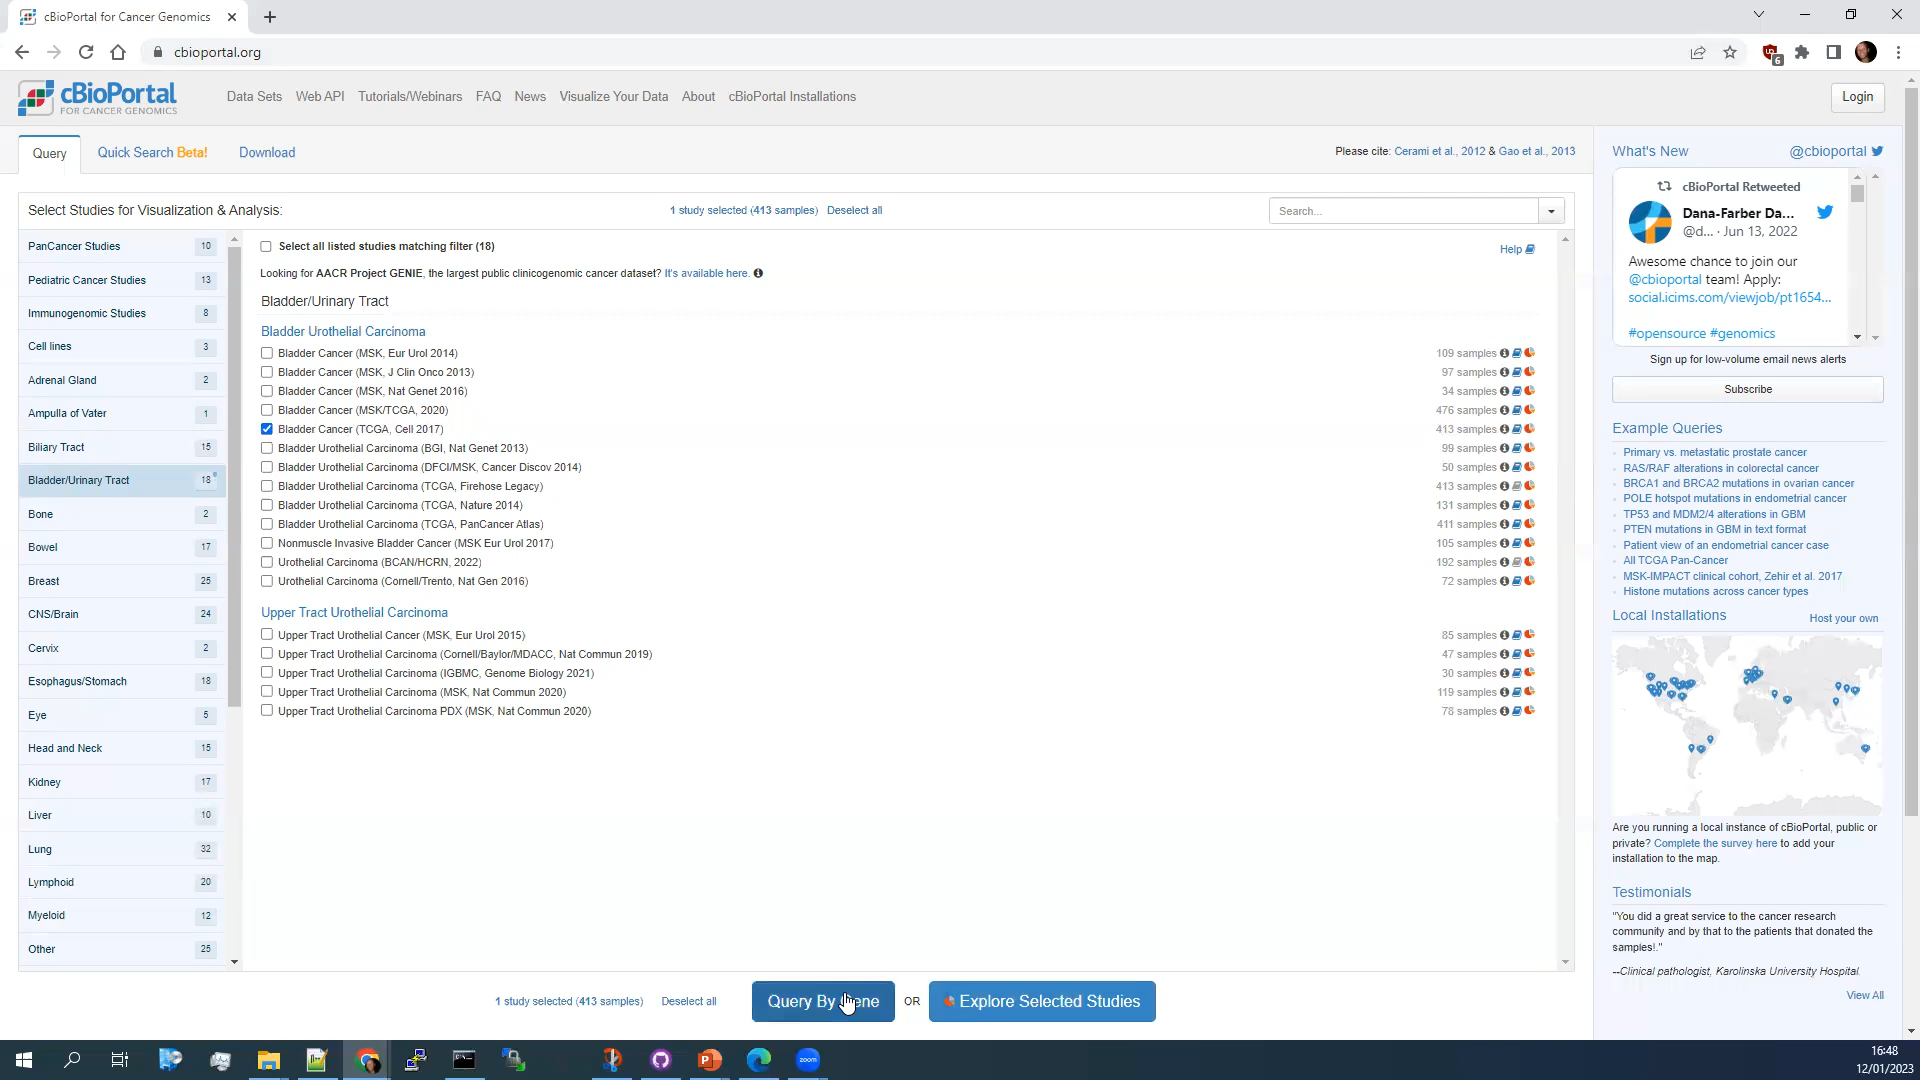 cBioPortal for Cancer Genomics
cbioportal.org
6
cBioPortal
FOR CANCER GENOMICS
Data Sets Web API Tutorials/Webinars FAQ News Visualize Your Data About cBioPortal Installations
Login
Query Quick Search Beta! Download
Please cite: Cerami et al., 2012 & Gao et al., 2013
Select Studies for Visualization & Analysis:
1 study selected (413 samples) Deselect all
Search...
PanCancer Studies 10
Pediatric Cancer Studies 13
Immunogenomic Studies 8
Cell lines 3
Adrenal Gland 2
Ampulla of Vater 1
Biliary Tract 15
Bladder/Urinary Tract 18
Bone 2
Bowel 17
Breast 25
CNS/Brain 24
Cervix 2
Esophagus/Stomach 18
Eye 5
Head and Neck 15
Kidney 17
Liver 10
Lung 32
Lymphoid 20
Myeloid 12
Other 25
Select all listed studies matching filter (18)
Help
Looking for AACR Project GENIE, the largest public clinicogenomic cancer dataset? It's available here.
Bladder/Urinary Tract
Bladder Urothelial Carcinoma
Bladder Cancer (MSK, Eur Urol 2014) 109 samples
Bladder Cancer (MSK, J Clin Onco 2013) 97 samples
Bladder Cancer (MSK, Nat Genet 2016) 34 samples
Bladder Cancer (MSK/TCGA, 2020) 476 samples
Bladder Cancer (TCGA, Cell 2017) 413 samples
Bladder Urothelial Carcinoma (BGI, Nat Genet 2013) 99 samples
Bladder Urothelial Carcinoma (DFCI/MSK, Cancer Discov 2014) 50 samples
Bladder Urothelial Carcinoma (TCGA, Firehose Legacy) 413 samples
Bladder Urothelial Carcinoma (TCGA, Nature 2014) 131 samples
Bladder Urothelial Carcinoma (TCGA, PanCancer Atlas) 411 samples
Nonmuscle Invasive Bladder Cancer (MSK Eur Urol 2017) 105 samples
Urothelial Carcinoma (BCAN/HCRN, 2022) 192 samples
Urothelial Carcinoma (Cornell/Trento, Nat Gen 2016) 72 samples
Upper Tract Urothelial Carcinoma
Upper Tract Urothelial Cancer (MSK, Eur Urol 2015) 85 samples
Upper Tract Urothelial Carcinoma (Cornell/Baylor/MDACC, Nat Commun 2019) 47 samples
Upper Tract Urothelial Carcinoma (IGBMC, Genome Biology 2021) 30 samples
Upper Tract Urothelial Carcinoma (MSK, Nat Commun 2020) 119 samples
Upper Tract Urothelial Carcinoma PDX (MSK, Nat Commun 2020) 78 samples
1 study selected (413 samples) Deselect all
Query By OR Explore Selected Studies
What's New @cbioportal
cBioPortal Retweeted
Dana-Farber Da...
@d... · Jun 13, 2022
Awesome chance to join our
@cbioportal team! Apply:
social.icims.com/viewjob/pt1654...
#opensource #genomics
Sign up for low-volume email news alerts
Subscribe
Example Queries
Primary vs. metastatic prostate cancer
RAS/RAF alterations in colorectal cancer
BRCA1 and BRCA2 mutations in ovarian cancer
POLE hotspot mutations in endometrial cancer
TP53 and MDM2/4 alterations in GBM
PTEN mutations in GBM in text format
Patient view of an endometrial cancer case
All TCGA Pan-Cancer
MSK-IMPACT clinical cohort, Zehir et al. 2017
Histone mutations across cancer types
Local Installations Host your own
Are you running a local instance of cBioPortal, public or
private? Complete the survey here to add your
installation to the map.
Testimonials
"You did a great service to the cancer research
community and by that to the patients that donated the
samples!."
--Clinical pathologist, Karolinska University Hospital.
View All
zoom
16:48
12/01/2023